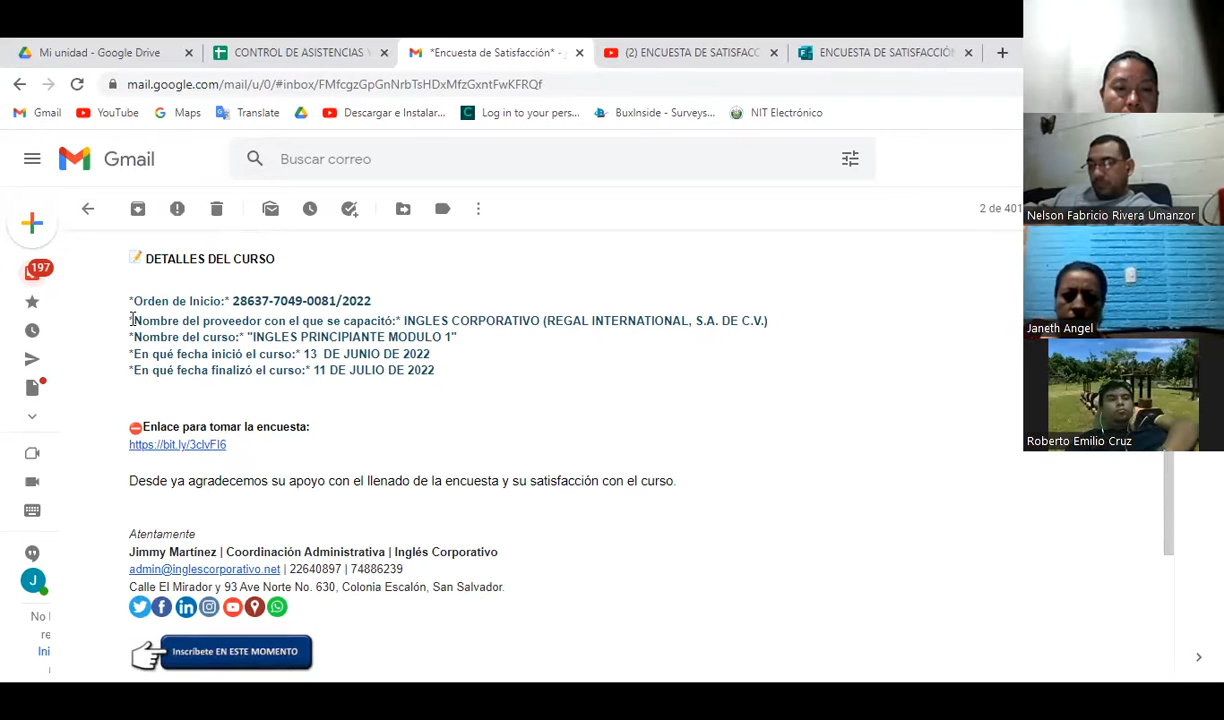 Mi unidad - Google Drive
CONTROL DE ASISTENCIAS
*Encuesta de Satisfacción* -
(2) ENCUESTA DE SATISFACC
ENCUESTA DE SATISFACCIÓN
mail.google.com/mail/u/0/#inbox/FMfcgzGpGnNrbTsHDxMfzGxntFwKFRQf
Gmail
YouTube
Maps
Translate
Descargar e Instalar...
Log in to your pers...
BuxInside - Surveys...
NIT Electrónico
Gmail
Buscar correo
2 de 401
197
DETALLES DEL CURSO
*Orden de Inicio:* 28637-7049-0081/2022
*Nombre del proveedor con el que se capacitó:* INGLES CORPORATIVO (REGAL INTERNATIONAL, S.A. DE C.V.)
*Nombre del curso:* "INGLES PRINCIPIANTE MODULO 1"
*En qué fecha inició el curso:* 13 DE JUNIO DE 2022
*En qué fecha finalizó el curso:* 11 DE JULIO DE 2022
Enlace para tomar la encuesta:
https://bit.ly/3clvFI6
Desde ya agradecemos su apoyo con el llenado de la encuesta y su satisfacción con el curso.
Atentamente
Jimmy Martínez | Coordinación Administrativa | Inglés Corporativo
admin@inglescorporativo.net | 22640897 | 74886239
Calle El Mirador y 93 Ave Norte No. 630, Colonia Escalón, San Salvador.
Inscríbete EN ESTE MOMENTO
J
No l
re
Ini
Nelson Fabricio Rivera Umanzor
Janeth Angel
Roberto Emilio Cruz